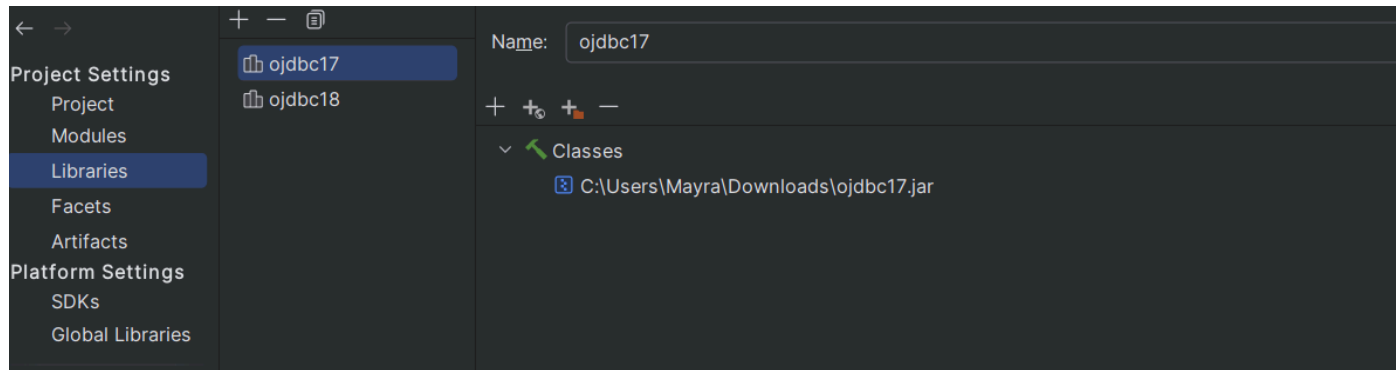 Project Settings
Project
Modules
Libraries
Facets
Artifacts
Platform Settings
SDKs
Global Libraries
ojdbc17
ojdbc18
Name: ojdbc17
Classes
C:\Users\Mayra\Downloads\ojdbc17.jar